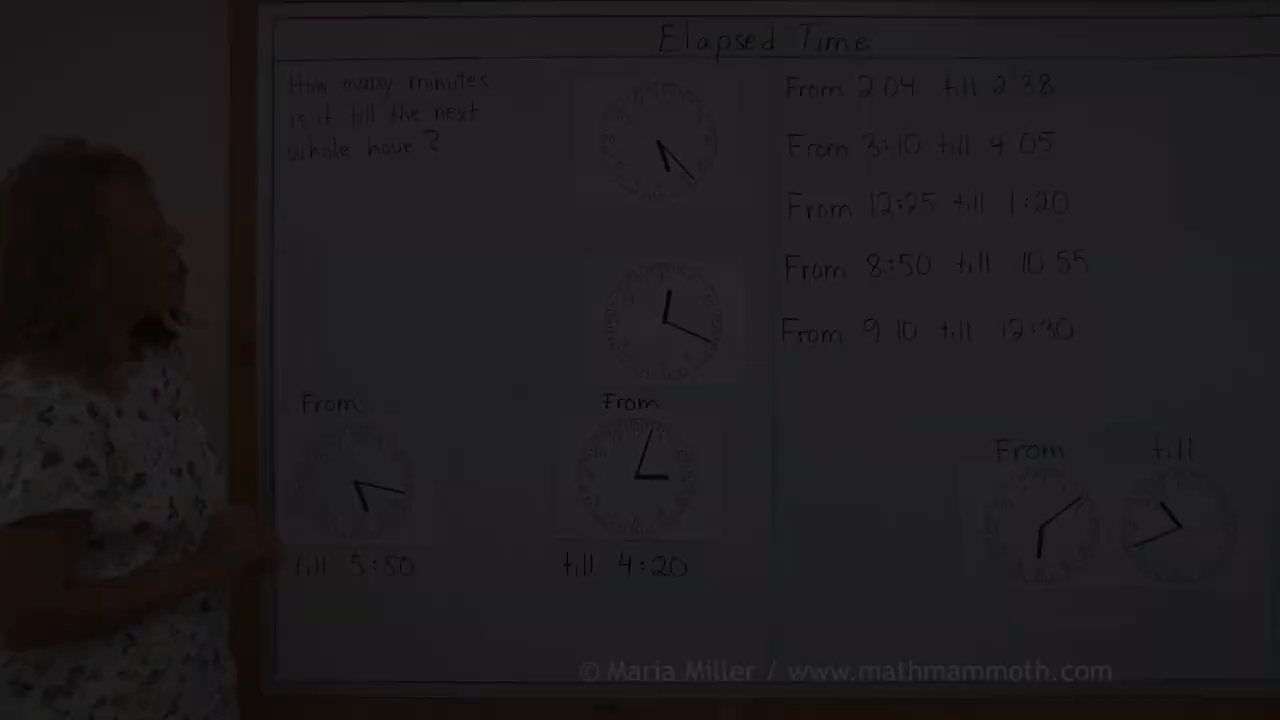 Elapsed Time
How many minutes
is it till the next
whole hour?
From 2:04 till 2:38
From 3:10 till 4:05
From 12:25 till 1:20
From 8:50 till 10:55
From 9:10 till 12:30
From
till 5:50
From
till 4:20
From till
© Maria Miller / www.mathmammoth.com